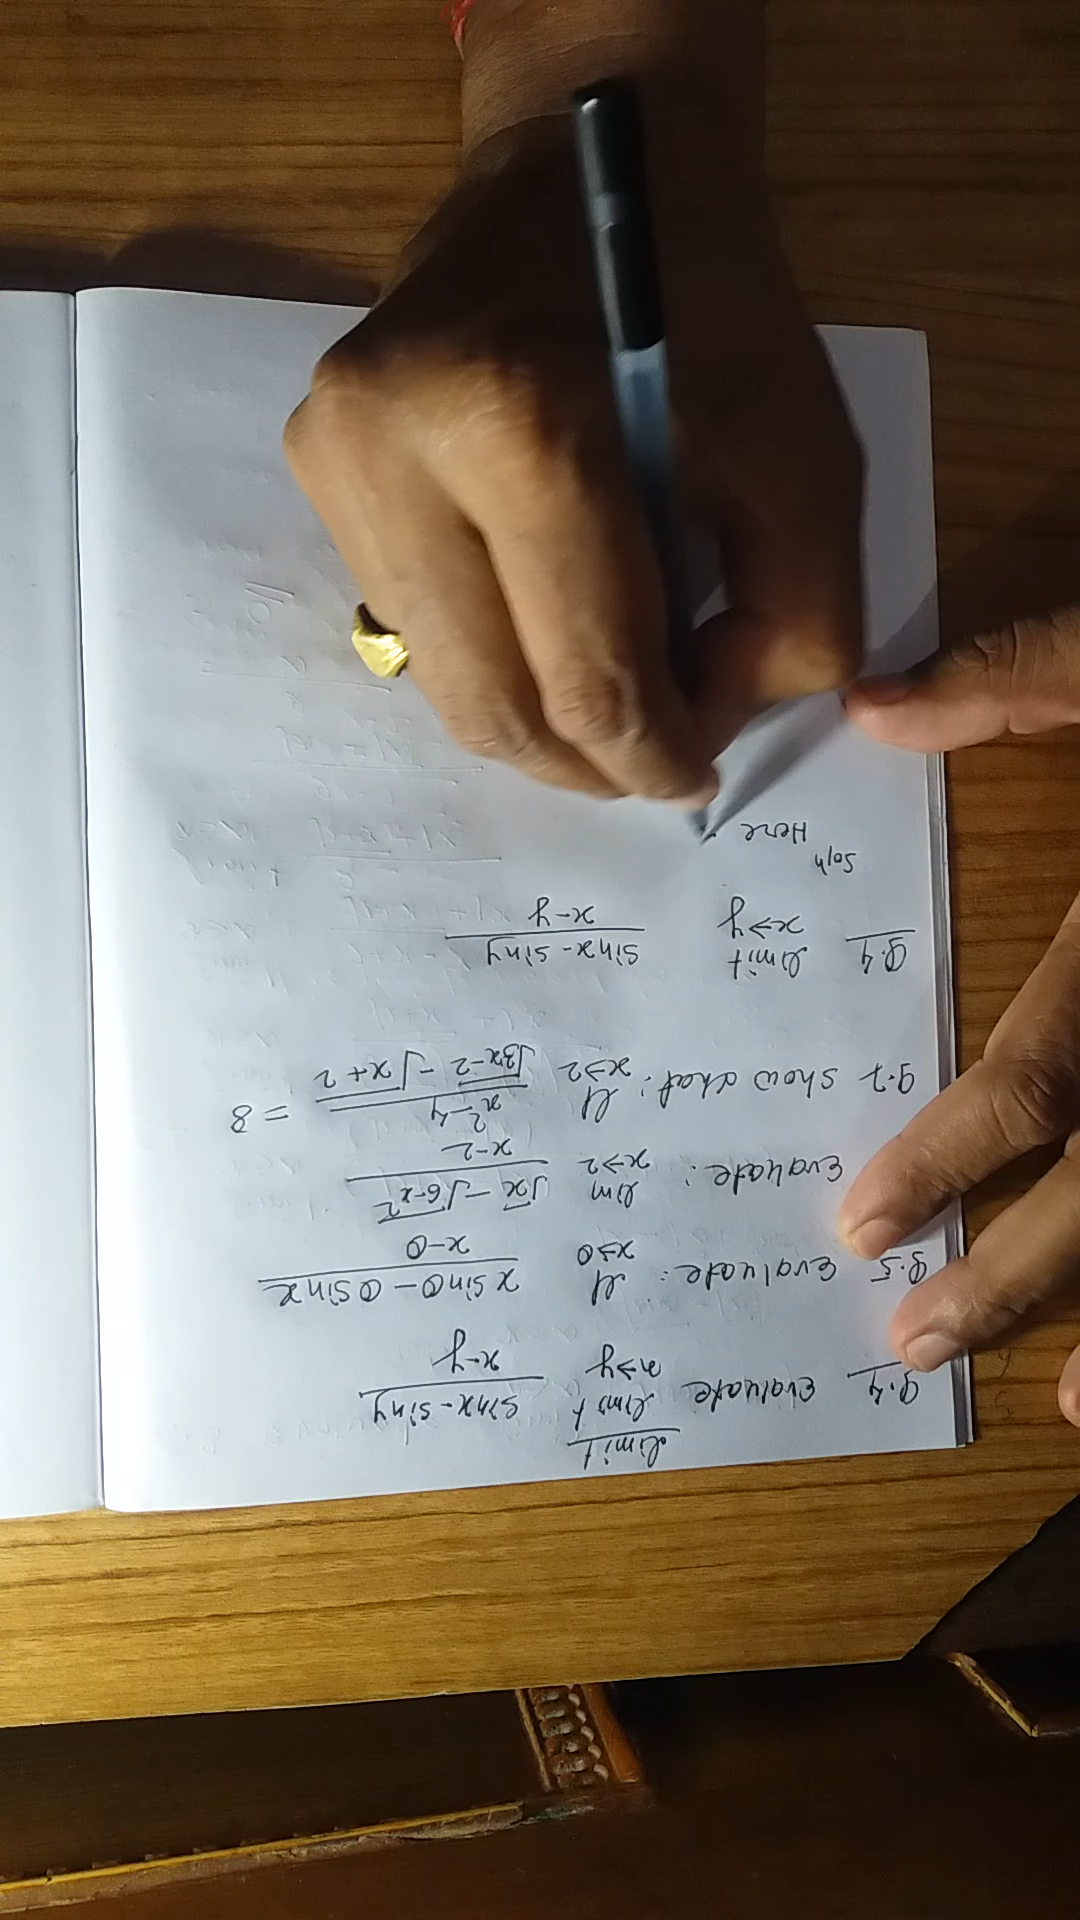 Limit
Q.4 Evaluate limit x→y sinx - siny / x-y
Q.5 Evaluate: lt x→θ x sinθ - θ sinx / x-θ
Evaluate: lim x→2 √x - √6-x² / x-2
Q.7 Show that: lt x→2 x²-4 / √3x-2 - √x+2 = 8
Q.4 limit x→y sinx - siny / x-y
Soln Here